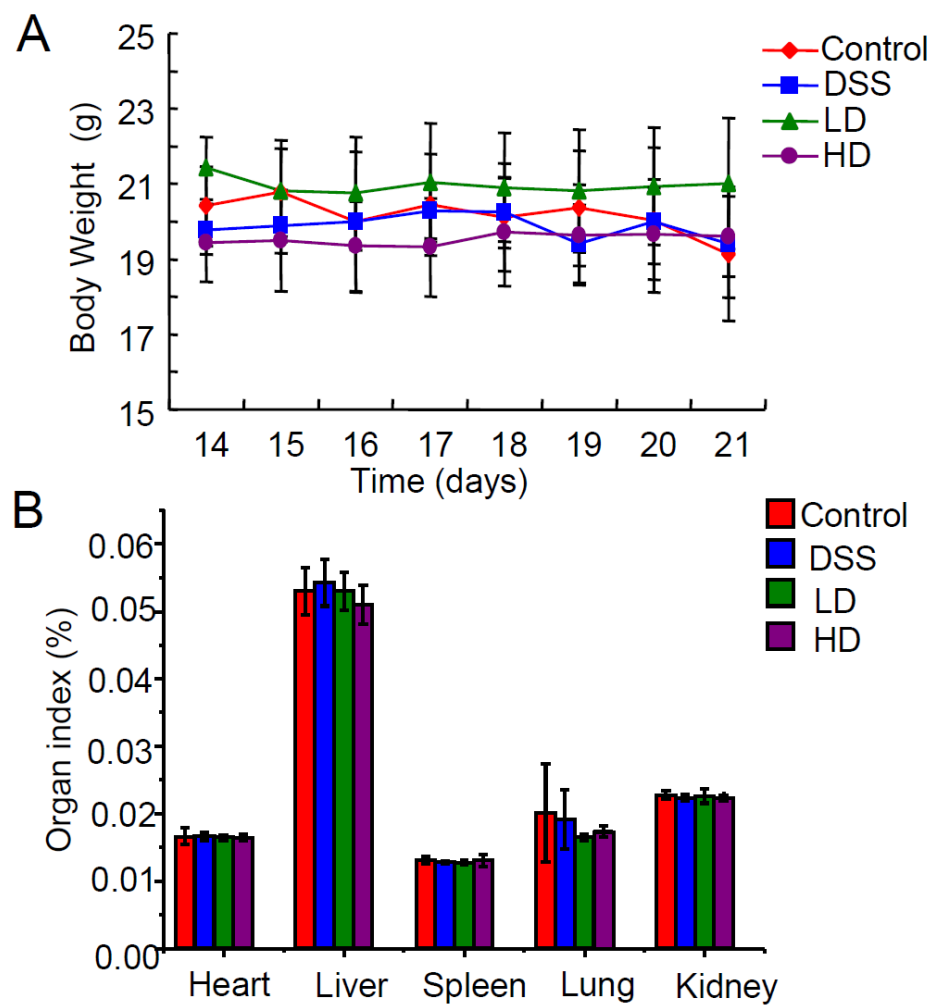 A
Body Weight (g)
25
23
21
19
17
15
14 15 16 17 18 19 20 21
Time (days)
Control
DSS
LD
HD
B
Organ index (%)
0.06
0.05
0.04
0.03
0.02
0.01
0.00
Heart Liver Spleen Lung Kidney
Control
DSS
LD
HD